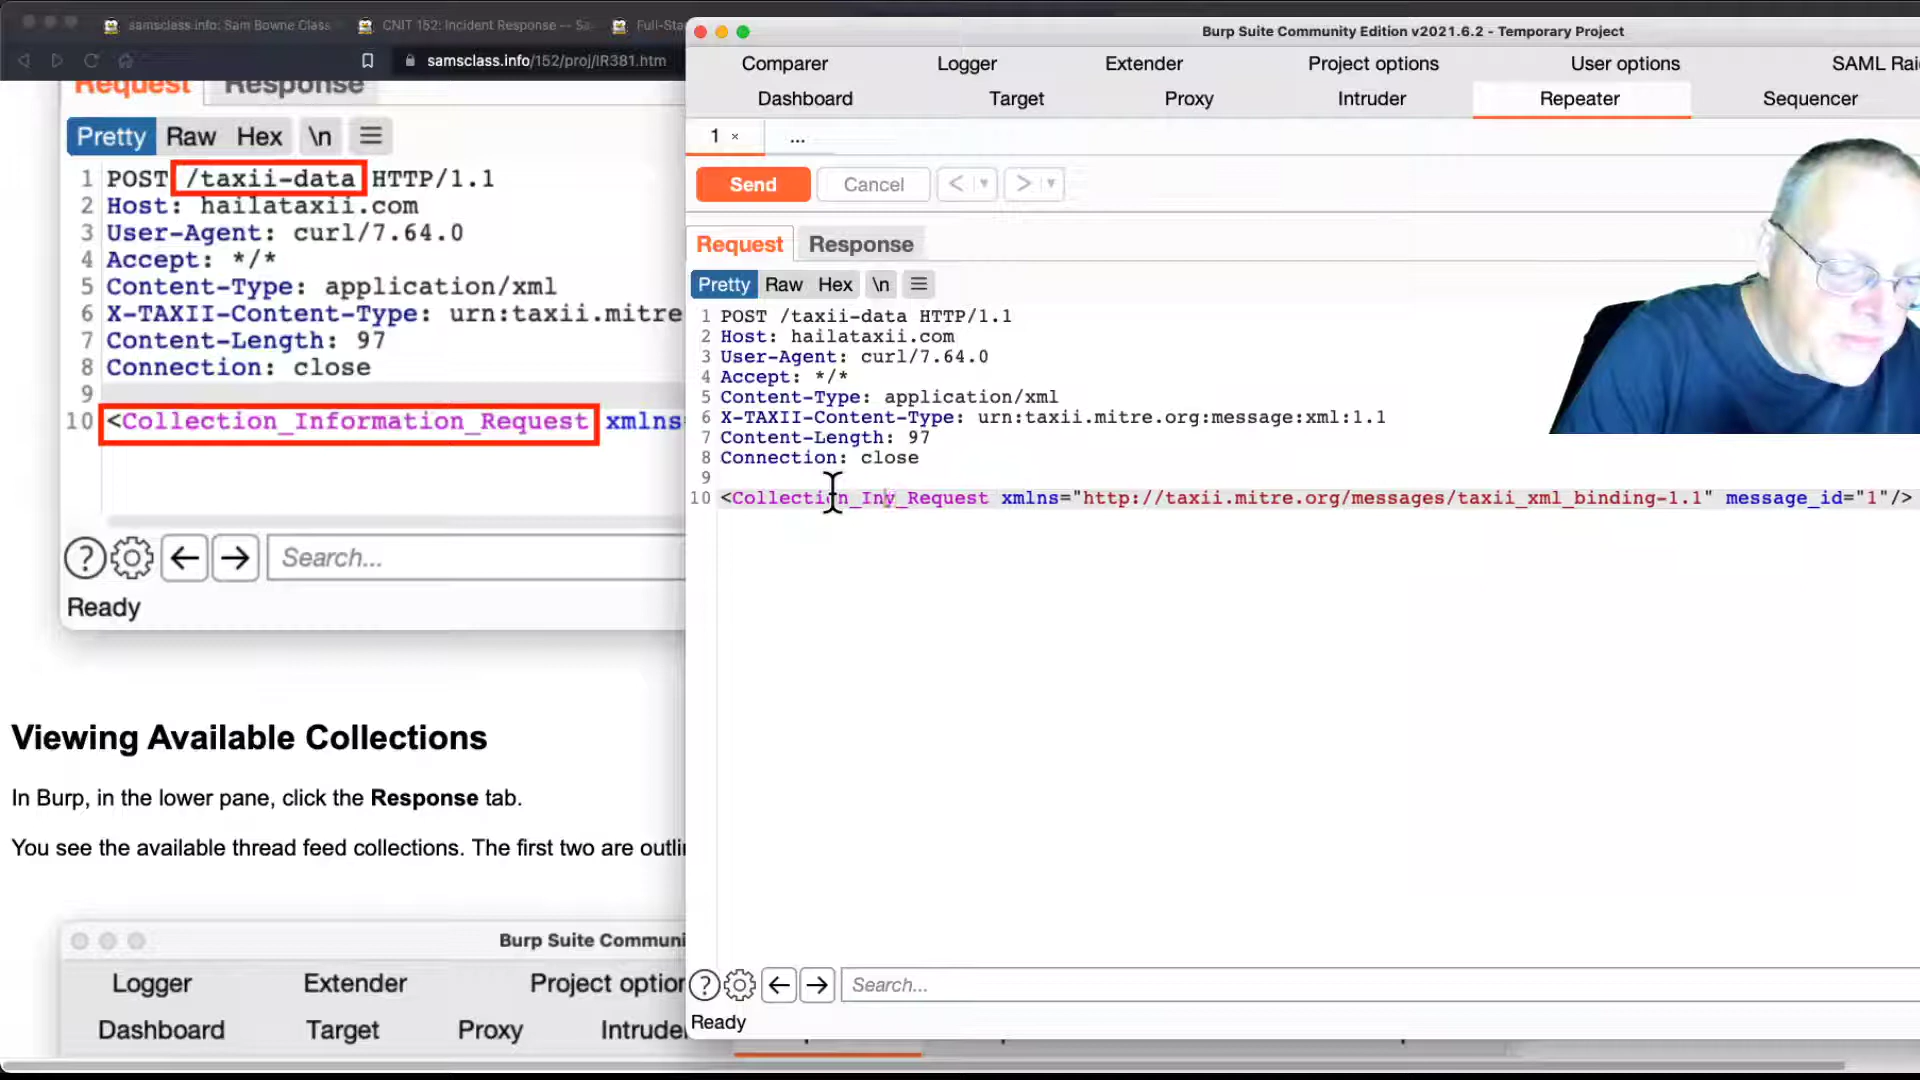 samsclass.info: Sam Bowne Class
CNIT 152: Incident Response -- Sa
Full-Sta
samsclass.info/152/proj/IR381.htm
Request
Response
Pretty Raw Hex \n
1 POST /taxii-data HTTP/1.1
2 Host: hailataxii.com
3 User-Agent: curl/7.64.0
4 Accept: */*
5 Content-Type: application/xml
6 X-TAXII-Content-Type: urn:taxii.mitre
7 Content-Length: 97
8 Connection: close
9
10 <Collection_Information_Request xmlns=
Search...
Ready
Viewing Available Collections
In Burp, in the lower pane, click the Response tab.
You see the available thread feed collections. The first two are outli
Burp Suite Communi
Logger Extender Project option
Dashboard Target Proxy Intruder
Burp Suite Community Edition v2021.6.2 - Temporary Project
Comparer Logger Extender Project options User options SAML Rai
Dashboard Target Proxy Intruder Repeater Sequencer
1 × ...
Send Cancel < >
Request Response
Pretty Raw Hex \n
1 POST /taxii-data HTTP/1.1
2 Host: hailataxii.com
3 User-Agent: curl/7.64.0
4 Accept: */*
5 Content-Type: application/xml
6 X-TAXII-Content-Type: urn:taxii.mitre.org:message:xml:1.1
7 Content-Length: 97
8 Connection: close
9
10 <Collection_Inv_Request xmlns="http://taxii.mitre.org/messages/taxii_xml_binding-1.1" message_id="1"/>
Search...
Ready